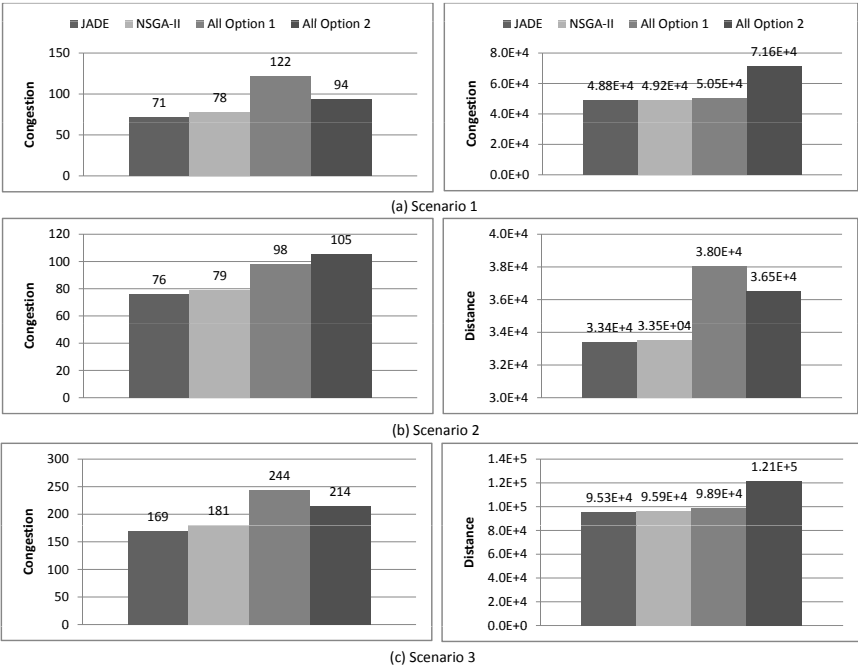 JADE NSGA-II All Option 1 All Option 2
150
100
50
0
Congestion
71
78
122
94
JADE NSGA-II All Option 1 All Option 2
8.0E+4
6.0E+4
4.0E+4
2.0E+4
0.0E+0
Congestion
4.88E+4
4.92E+4
5.05E+4
7.16E+4
(a) Scenario 1
120
100
80
60
40
20
0
Congestion
76
79
98
105
4.0E+4
3.8E+4
3.6E+4
3.4E+4
3.2E+4
3.0E+4
Distance
3.34E+4
3.35E+04
3.80E+4
3.65E+4
(b) Scenario 2
300
250
200
150
100
50
0
Congestion
169
181
244
214
1.4E+5
1.2E+5
1.0E+5
8.0E+4
6.0E+4
4.0E+4
2.0E+4
0.0E+0
Distance
9.53E+4
9.59E+4
9.89E+4
1.21E+5
(c) Scenario 3